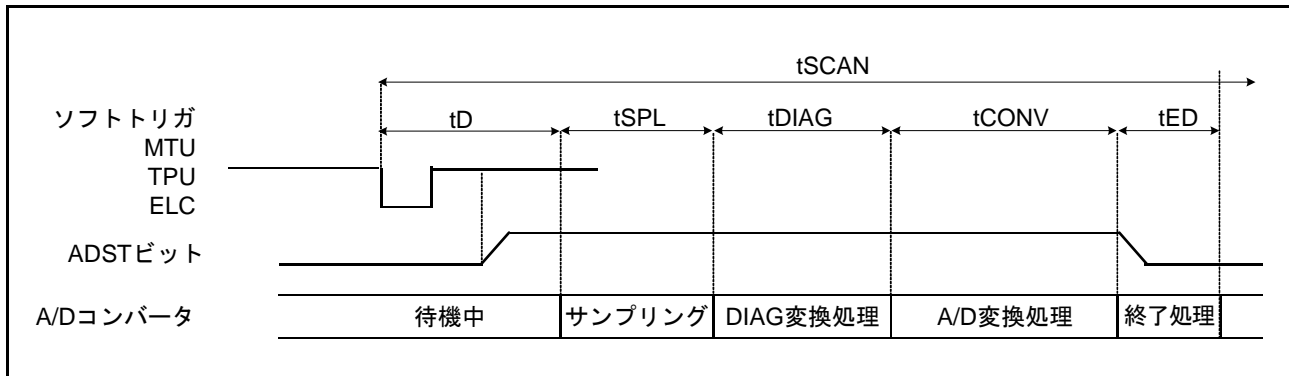 tSCAN
ソフトトリガ
MTU
TPU
ELC
tD
tSPL
tDIAG
tCONV
tED
ADSTビット
A/Dコンバータ
待機中
サンプリング
DIAG変換処理
A/D変換処理
終了処理